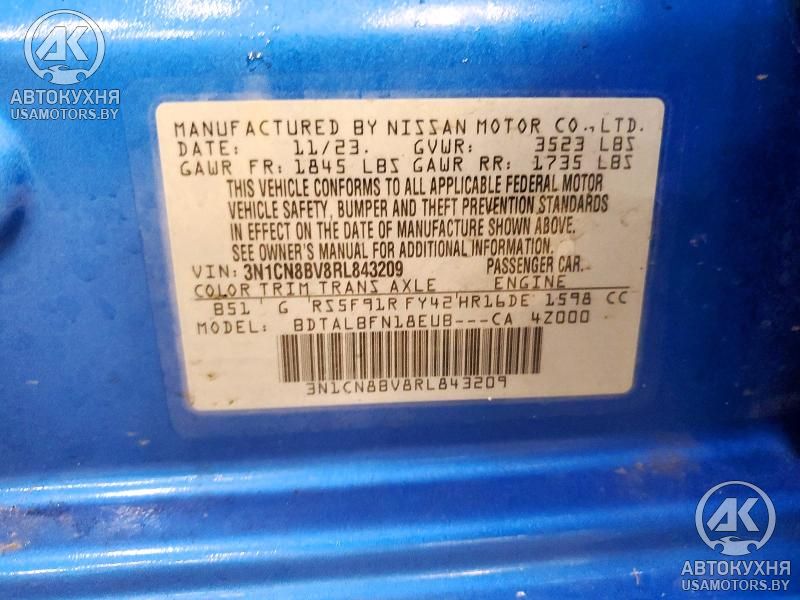 АК
АВТОКУХНЯ
USAMOTORS.BY
MANUFACTURED BY NISSAN MOTOR CO., LTD.
DATE: 11/23. GVWR: 3523 LBS
GAWR FR: 1845 LBS GAWR RR: 1735 LBS
THIS VEHICLE CONFORMS TO ALL APPLICABLE FEDERAL MOTOR
VEHICLE SAFETY, BUMPER AND THEFT PREVENTION STANDARDS
IN EFFECT ON THE DATE OF MANUFACTURE SHOWN ABOVE.
SEE OWNER'S MANUAL FOR ADDITIONAL INFORMATION.
VIN: 3N1CN8BV8RL843209 PASSENGER CAR.
COLOR TRIM TRANS AXLE ENGINE
B51 ' G RS5F91R FY42'HR16DE 1598 CC
MODEL: BDTALBFN18EUB---CA 4Z000
3N1CN8BV8RL843209
АК
АВТОКУХНЯ
USAMOTORS.BY